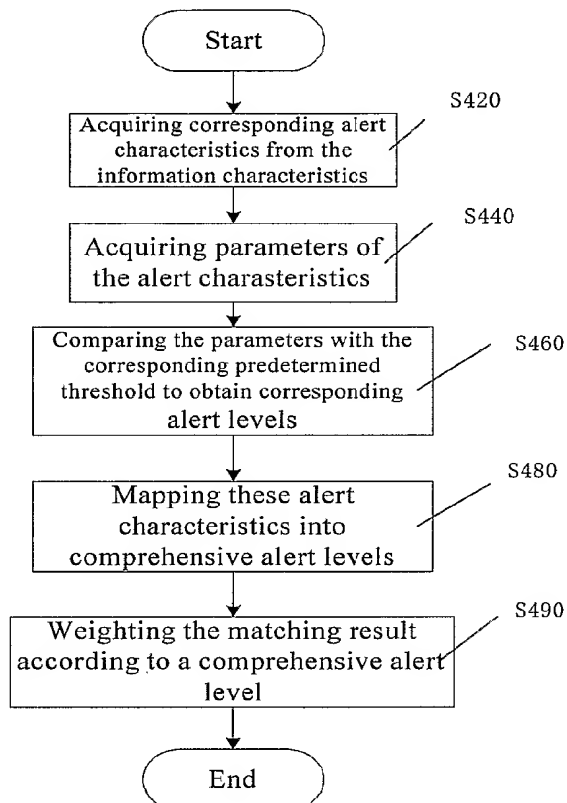 Start
S420
Acquiring corresponding alert
characteristics from the
information characteristics
S440
Acquiring parameters of
the alert charasteristics
S460
Comparing the parameters with the
corresponding predetermined
threshold to obtain corresponding
alert levels
S480
Mapping these alert
characteristics into
comprehensive alert levels
S490
Weighting the matching result
according to a comprehensive alert
level
End